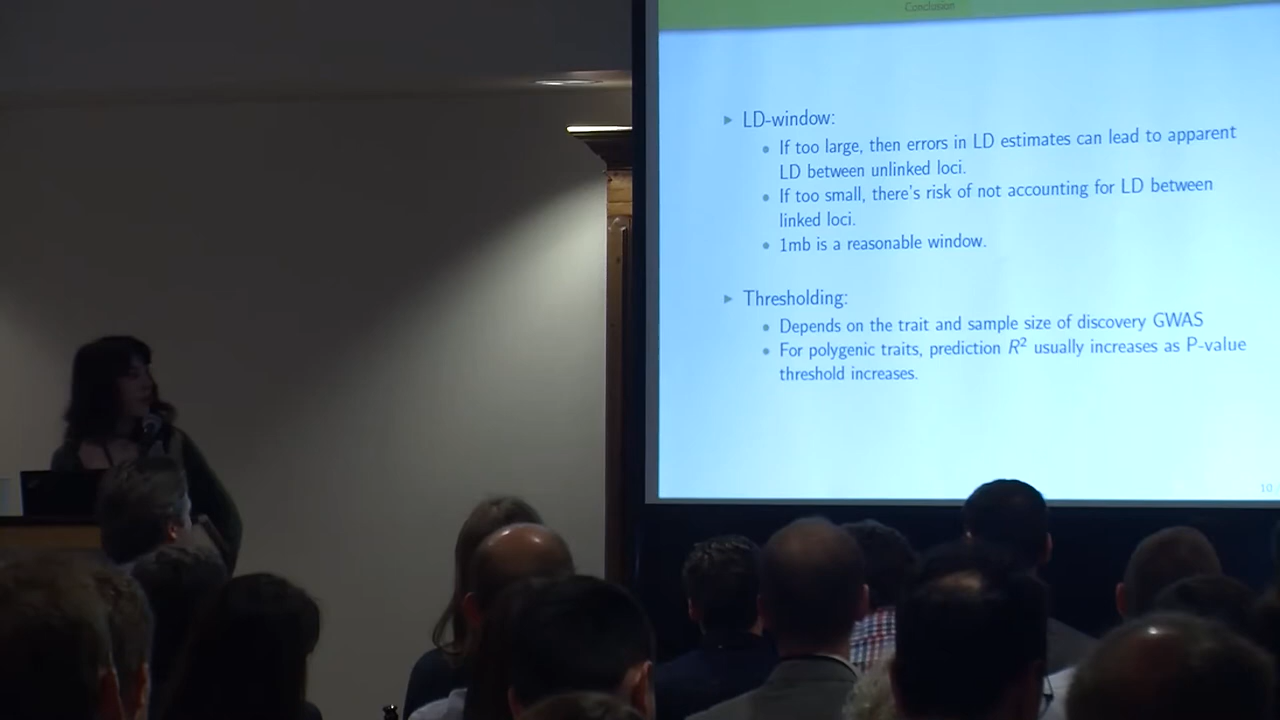 Conclusion
▶ LD-window:
• If too large, then errors in LD estimates can lead to apparent
LD between unlinked loci.
• If too small, there's risk of not accounting for LD between
linked loci.
• 1mb is a reasonable window.
▶ Thresholding:
• Depends on the trait and sample size of discovery GWAS
• For polygenic traits, prediction R² usually increases as P-value
threshold increases.
10